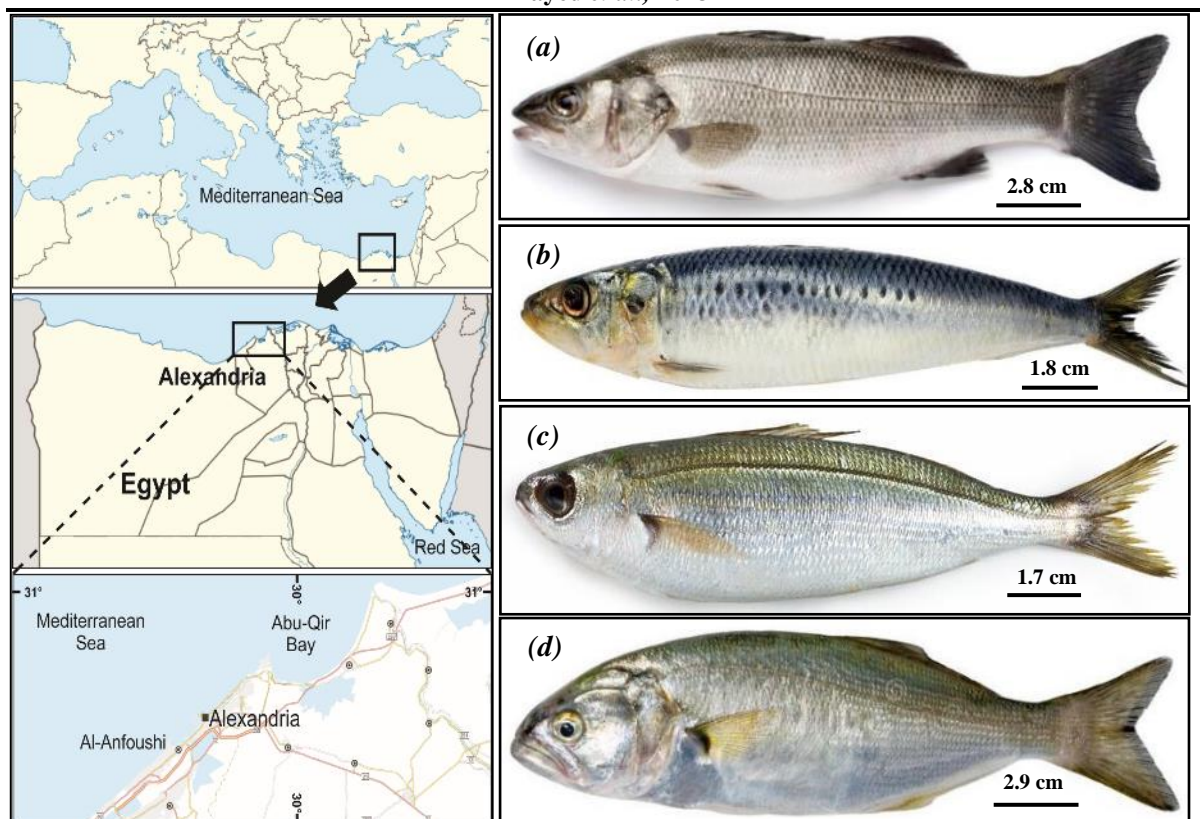 Mediterranean Sea
Alexandria
Egypt
Red Sea
31°
30°
31°
Mediterranean
Sea
Abu-Qir
Bay
Alexandria
Al-Anfoushi
30°
(a)
2.8 cm
(b)
1.8 cm
(c)
1.7 cm
(d)
2.9 cm